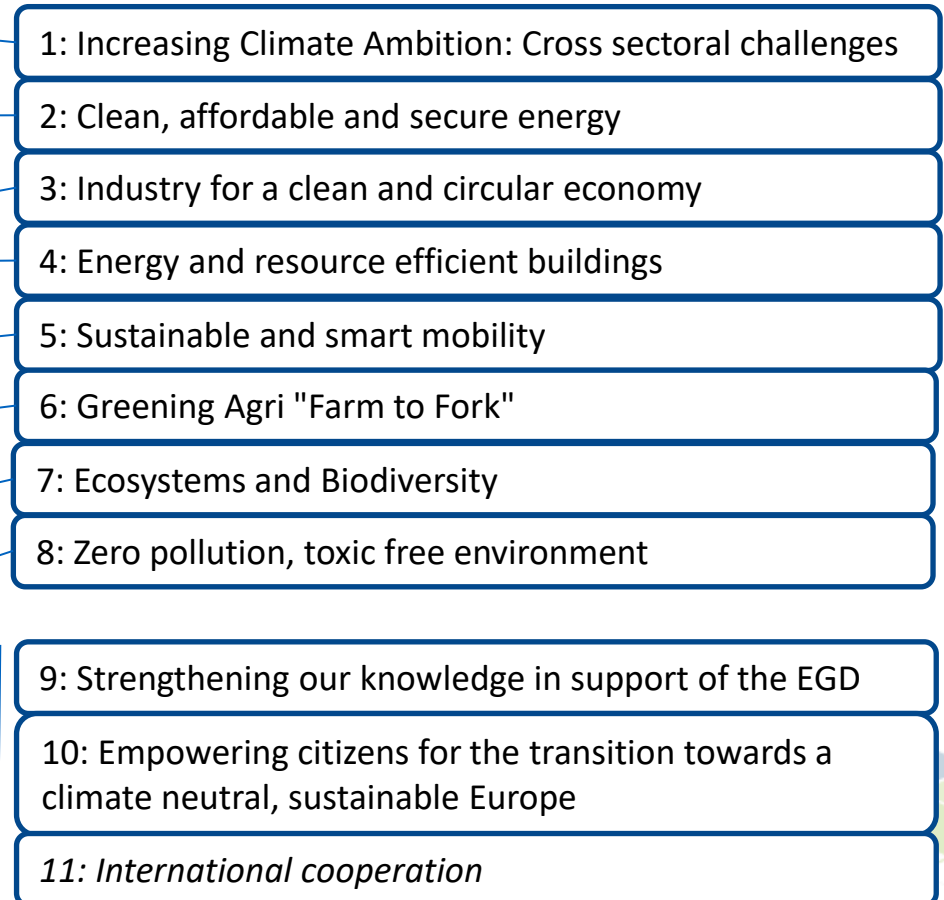 1: Increasing Climate Ambition: Cross sectoral challenges
2: Clean, affordable and secure energy
3: Industry for a clean and circular economy
4: Energy and resource efficient buildings
5: Sustainable and smart mobility
6: Greening Agri "Farm to Fork"
7: Ecosystems and Biodiversity
8: Zero pollution, toxic free environment
9: Strengthening our knowledge in support of the EGD
10: Empowering citizens for the transition towards a
climate neutral, sustainable Europe
11: International cooperation